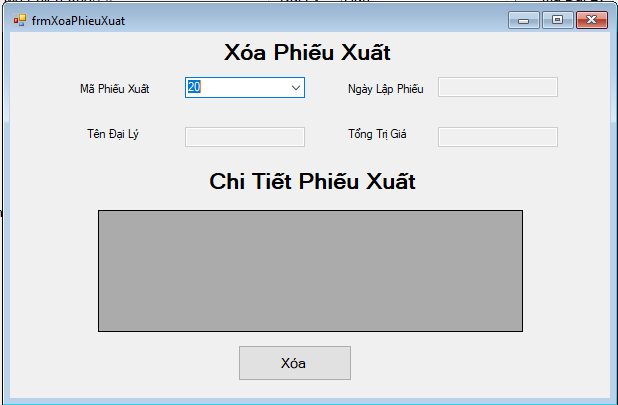 frmXoaPhieuXuat
Xóa Phiếu Xuất
Mã Phiếu Xuất 20 Ngày Lập Phiếu
Tên Đại Lý Tổng Trị Giá
Chi Tiết Phiếu Xuất
Xóa